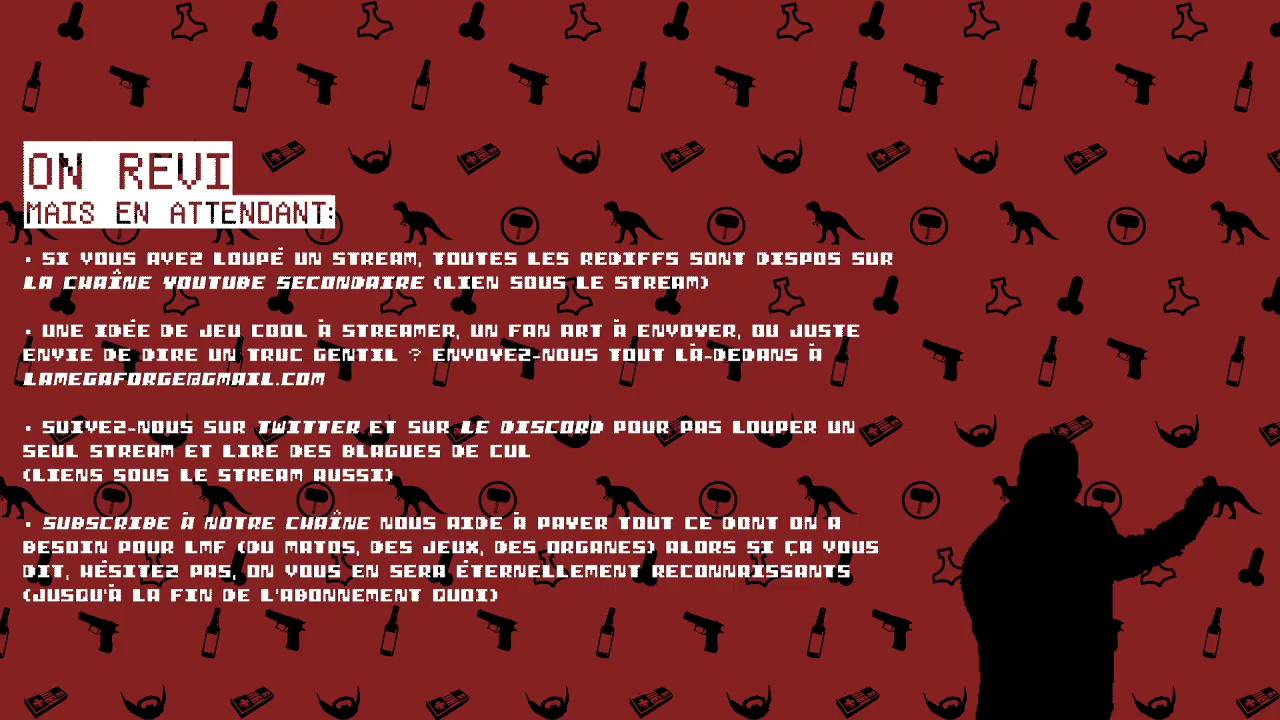 ON REVI
MAIS EN ATTENDANT:
• SI VOUS AVEZ LOUPÉ UN STREAM, TOUTES LES REDIFFS SONT DISPOS SUR
LA CHAÎNE YOUTUBE SECONDAIRE (LIEN SOUS LE STREAM)
• UNE IDÉE DE JEU COOL À STREAMER, UN FAN ART À ENVOYER, OU JUSTE
ENVIE DE DIRE UN TRUC GENTIL ? ENVOYEZ-NOUS TOUT LÀ-DEDANS À
LAMEGAFORGE@GMAIL.COM
• SUIVEZ-NOUS SUR TWITTER ET SUR LE DISCORD POUR PAS LOUPER UN
SEUL STREAM ET LIRE DES BLAGUES DE CUL
(LIENS SOUS LE STREAM AUSSI)
• SUBSCRIBE À NOTRE CHAÎNE NOUS AIDE À PAYER TOUT CE DONT ON A
BESOIN POUR LMF (DU MATOS, DES JEUX, DES ORGANES) ALORS SI ÇA VOUS
DIT, HÉSITEZ PAS, ON VOUS EN SERA ÉTERNELLEMENT RECONNAISSANTS
(JUSQU'À LA FIN DE L'ABONNEMENT QUOI)